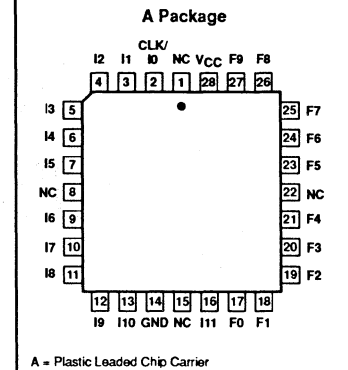 A Package
CLK/
I2 I1 I0 NC VCC F9 F8
4 3 2 1 28 27 26
I3 5 25 F7
I4 6 24 F6
I5 7 23 F5
NC 8 22 NC
I6 9 21 F4
I7 10 20 F3
I8 11 19 F2
12 13 14 15 16 17 18
I9 I10 GND NC I11 F0 F1
A = Plastic Leaded Chip Carrier